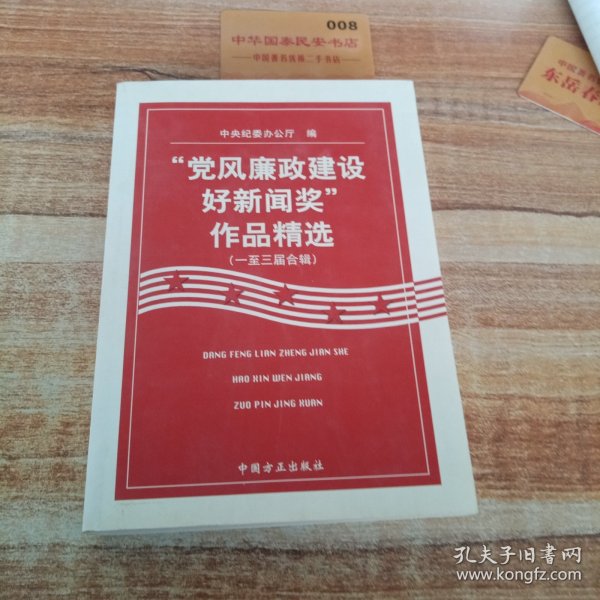 008
中华国泰民安书店
中国著名优雅二手书店
东岳春
中央纪委办公厅 编
“党风廉政建设
好新闻奖”
作品精选
(一至三届合辑)
DANG FENG LIAN ZHENG JIAN SHE
HAO XIN WEN JIANG
ZUO PIN JING XUAN
中国方正出版社
孔夫子旧书网
www.kongfz.com